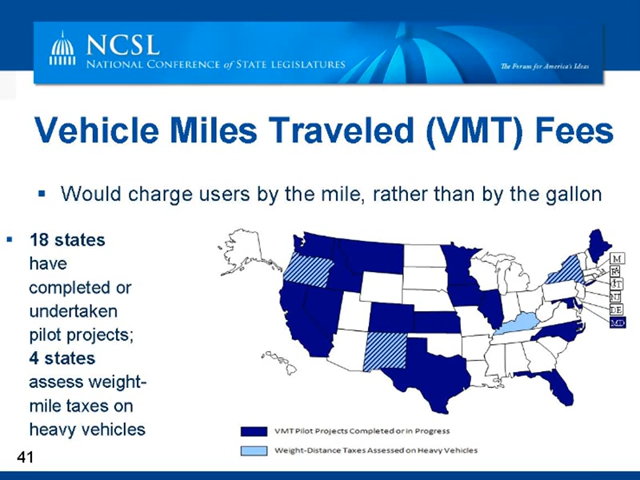 NCSL
NATIONAL CONFERENCE of STATE LEGISLATURES
The Forum for America's Ideas
Vehicle Miles Traveled (VMT) Fees
▪ Would charge users by the mile, rather than by the gallon
▪ 18 states
have
completed or
undertaken
pilot projects;
4 states
assess weight-
mile taxes on
heavy vehicles
M
NJ
DE
MD
VMT Pilot Projects Completed or in Progress
Weight-Distance Taxes Assessed on Heavy Vehicles
41